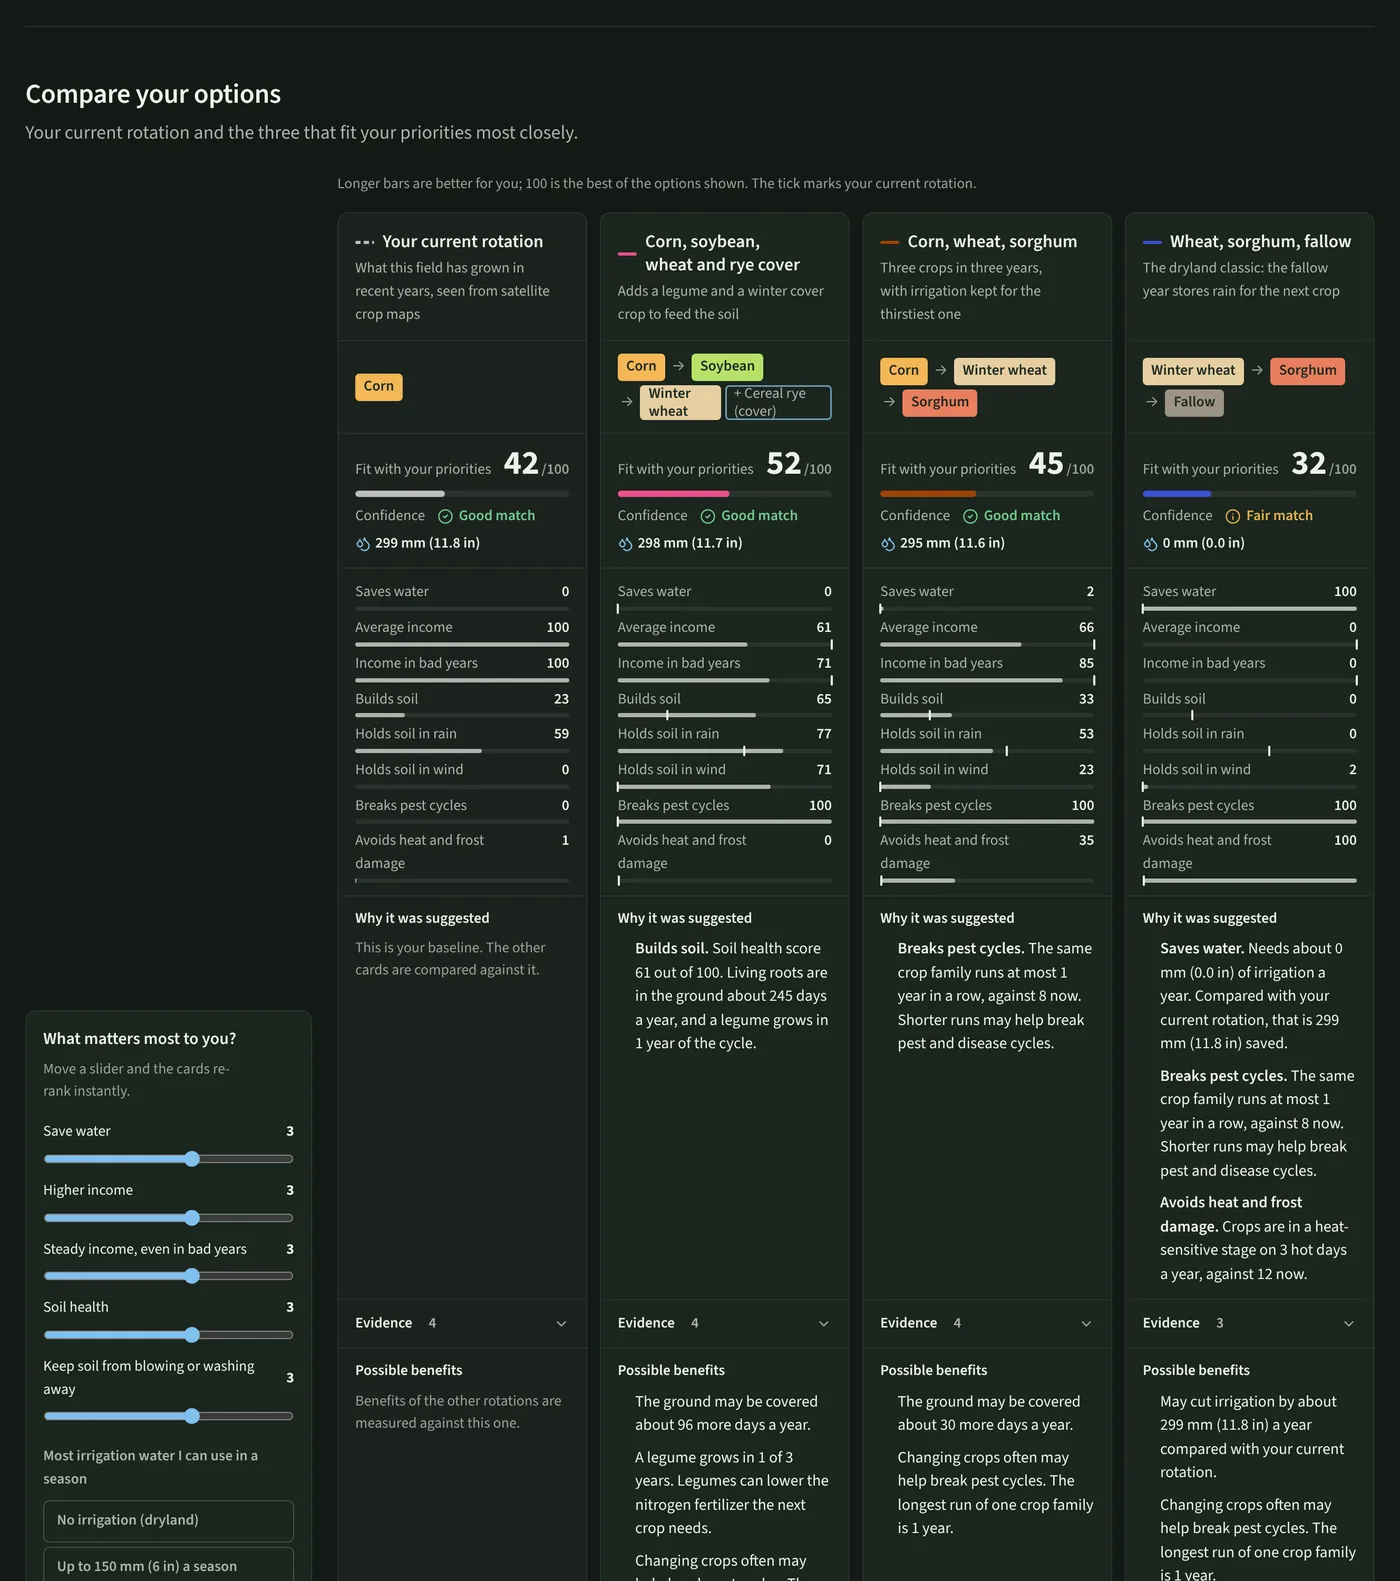 Compare your options
Your current rotation and the three that fit your priorities most closely.
Longer bars are better for you; 100 is the best of the options shown. The tick marks your current rotation.
Your current rotation
What this field has grown in
recent years, seen from satellite
crop maps
Corn
Fit with your priorities 42 /100
Confidence Good match
299 mm (11.8 in)
Saves water 0
Average income 100
Income in bad years 100
Builds soil 23
Holds soil in rain 59
Holds soil in wind 0
Breaks pest cycles 0
Avoids heat and frost 1
damage
Why it was suggested
This is your baseline. The other
cards are compared against it.
Evidence 4
Possible benefits
Benefits of the other rotations are
measured against this one.
Corn, soybean,
wheat and rye cover
Adds a legume and a winter cover
crop to feed the soil
Corn → Soybean
→ Winter
wheat
+ Cereal rye
(cover)
Fit with your priorities 52 /100
Confidence Good match
298 mm (11.7 in)
Saves water 0
Average income 61
Income in bad years 71
Builds soil 65
Holds soil in rain 77
Holds soil in wind 71
Breaks pest cycles 100
Avoids heat and frost 0
damage
Why it was suggested
Builds soil. Soil health score
61 out of 100. Living roots are
in the ground about 245 days
a year, and a legume grows in
1 year of the cycle.
Evidence 4
Possible benefits
The ground may be covered
about 96 more days a year.
A legume grows in 1 of 3
years. Legumes can lower the
nitrogen fertilizer the next
crop needs.
Changing crops often may
Corn, wheat, sorghum
Three crops in three years,
with irrigation kept for the
thirstiest one
Corn → Winter wheat
→ Sorghum
Fit with your priorities 45 /100
Confidence Good match
295 mm (11.6 in)
Saves water 2
Average income 66
Income in bad years 85
Builds soil 33
Holds soil in rain 53
Holds soil in wind 23
Breaks pest cycles 100
Avoids heat and frost 35
damage
Why it was suggested
Breaks pest cycles. The same
crop family runs at most 1
year in a row, against 8 now.
Shorter runs may help break
pest and disease cycles.
Evidence 4
Possible benefits
The ground may be covered
about 30 more days a year.
Changing crops often may
help break pest cycles. The
longest run of one crop family
is 1 year.
Wheat, sorghum, fallow
The dryland classic: the fallow
year stores rain for the next crop
Winter wheat → Sorghum
→ Fallow
Fit with your priorities 32 /100
Confidence Fair match
0 mm (0.0 in)
Saves water 100
Average income 0
Income in bad years 0
Builds soil 0
Holds soil in rain 0
Holds soil in wind 2
Breaks pest cycles 100
Avoids heat and frost 100
damage
Why it was suggested
Saves water. Needs about 0
mm (0.0 in) of irrigation a
year. Compared with your
current rotation, that is 299
mm (11.8 in) saved.
Breaks pest cycles. The same
crop family runs at most 1
year in a row, against 8 now.
Shorter runs may help break
pest and disease cycles.
Avoids heat and frost
damage. Crops are in a heat-
sensitive stage on 3 hot days
a year, against 12 now.
Evidence 3
Possible benefits
May cut irrigation by about
299 mm (11.8 in) a year
compared with your current
rotation.
Changing crops often may
help break pest cycles. The
longest run of one crop family
is 1 year.
What matters most to you?
Move a slider and the cards re-
rank instantly.
Save water 3
Higher income 3
Steady income, even in bad years 3
Soil health 3
Keep soil from blowing or washing
away 3
Most irrigation water I can use in a
season
No irrigation (dryland)
Up to 150 mm (6 in) a season